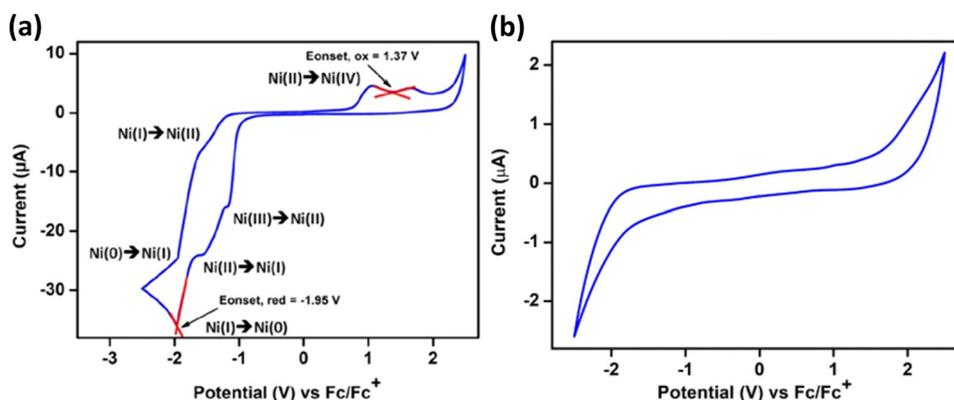 (a)
Eonset, ox = 1.37 V
Ni(II)➔Ni(IV)
Ni(I)➔Ni(II)
Ni(III)➔Ni(II)
Ni(0)➔Ni(I)
Ni(II)➔Ni(I)
Eonset, red = -1.95 V
Ni(I)➔Ni(0)
10
0
-10
-20
-30
Current (µA)
-3 -2 -1 0 1 2
Potential (V) vs Fc/Fc⁺
(b)
2
1
0
-1
-2
Current (µA)
-2 -1 0 1 2
Potential (V) vs Fc/Fc⁺